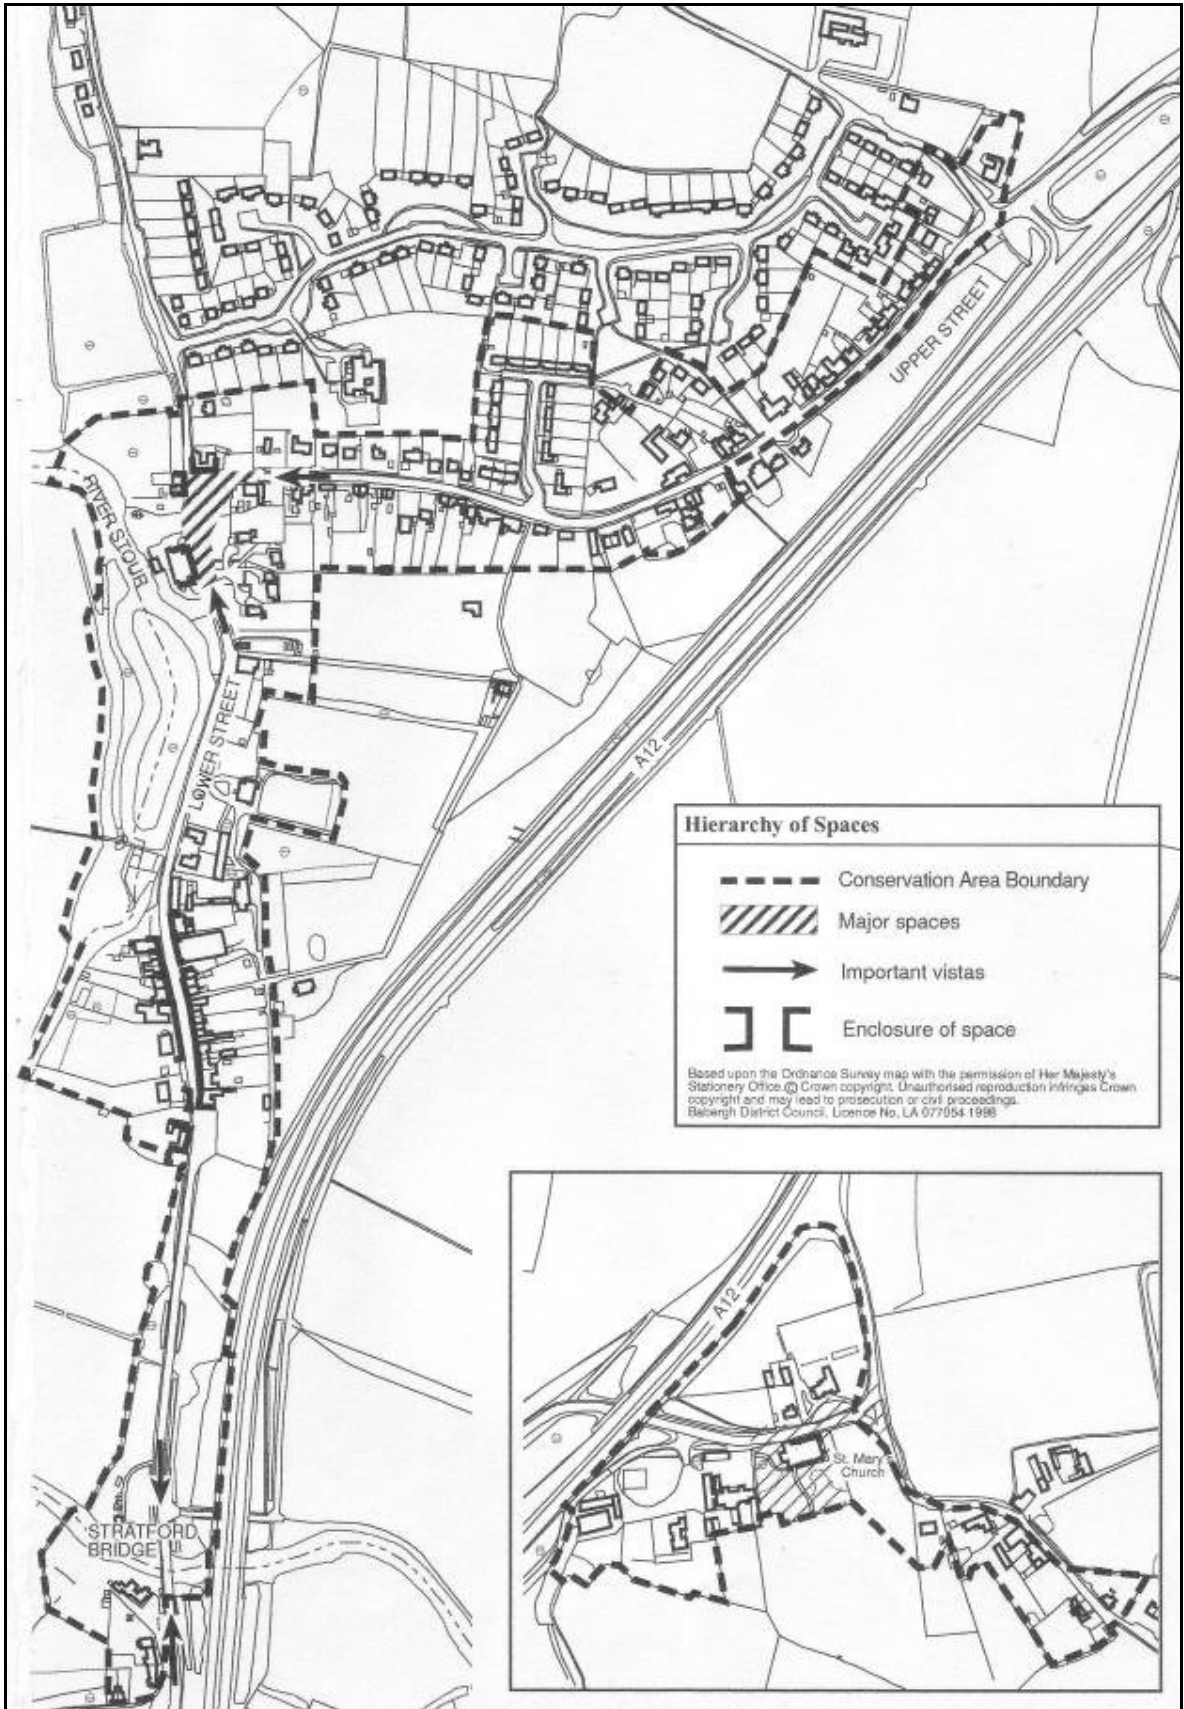 UPPER STREET
RIVER STOUR
LOWER STREET
A12
Hierarchy of Spaces
Conservation Area Boundary
Major spaces
Important vistas
Enclosure of space
Based upon the Ordnance Survey map with the permission of Her Majesty's
Stationery Office.© Crown copyright. Unauthorised reproduction infringes Crown
copyright and may lead to prosecution or civil proceedings.
Babergh District Council. Licence No. LA 077054 1998
A12
St. Mary's
Church
STRATFORD
BRIDGE